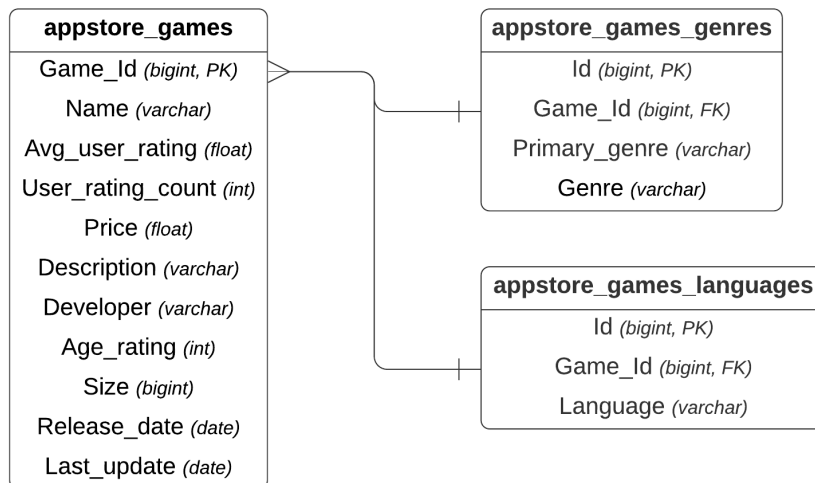 appstore_games
Game_Id (bigint, PK)
Name (varchar)
Avg_user_rating (float)
User_rating_count (int)
Price (float)
Description (varchar)
Developer (varchar)
Age_rating (int)
Size (bigint)
Release_date (date)
Last_update (date)
appstore_games_genres
Id (bigint, PK)
Game_Id (bigint, FK)
Primary_genre (varchar)
Genre (varchar)
appstore_games_languages
Id (bigint, PK)
Game_Id (bigint, FK)
Language (varchar)